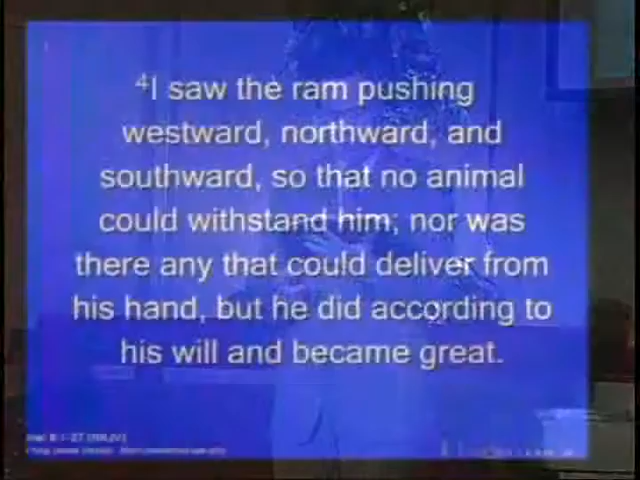 ⁴I saw the ram pushing
westward, northward, and
southward, so that no animal
could withstand him; nor was
there any that could deliver from
his hand, but he did according to
his will and became great.